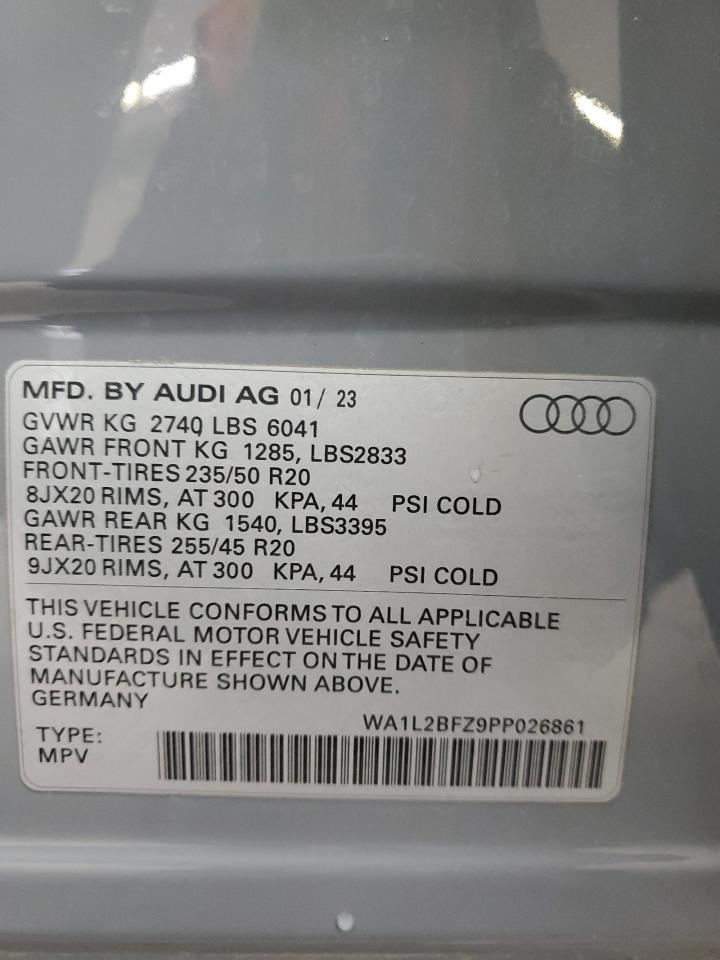 MFD. BY AUDI AG 01/ 23
GVWR KG 2740 LBS 6041
GAWR FRONT KG 1285, LBS2833
FRONT-TIRES 235/50 R20
8JX20 RIMS, AT 300 KPA, 44 PSI COLD
GAWR REAR KG 1540, LBS3395
REAR-TIRES 255/45 R20
9JX20 RIMS, AT 300 KPA, 44 PSI COLD
THIS VEHICLE CONFORMS TO ALL APPLICABLE
U.S. FEDERAL MOTOR VEHICLE SAFETY
STANDARDS IN EFFECT ON THE DATE OF
MANUFACTURE SHOWN ABOVE.
GERMANY
WA1L2BFZ9PP026861
TYPE:
MPV